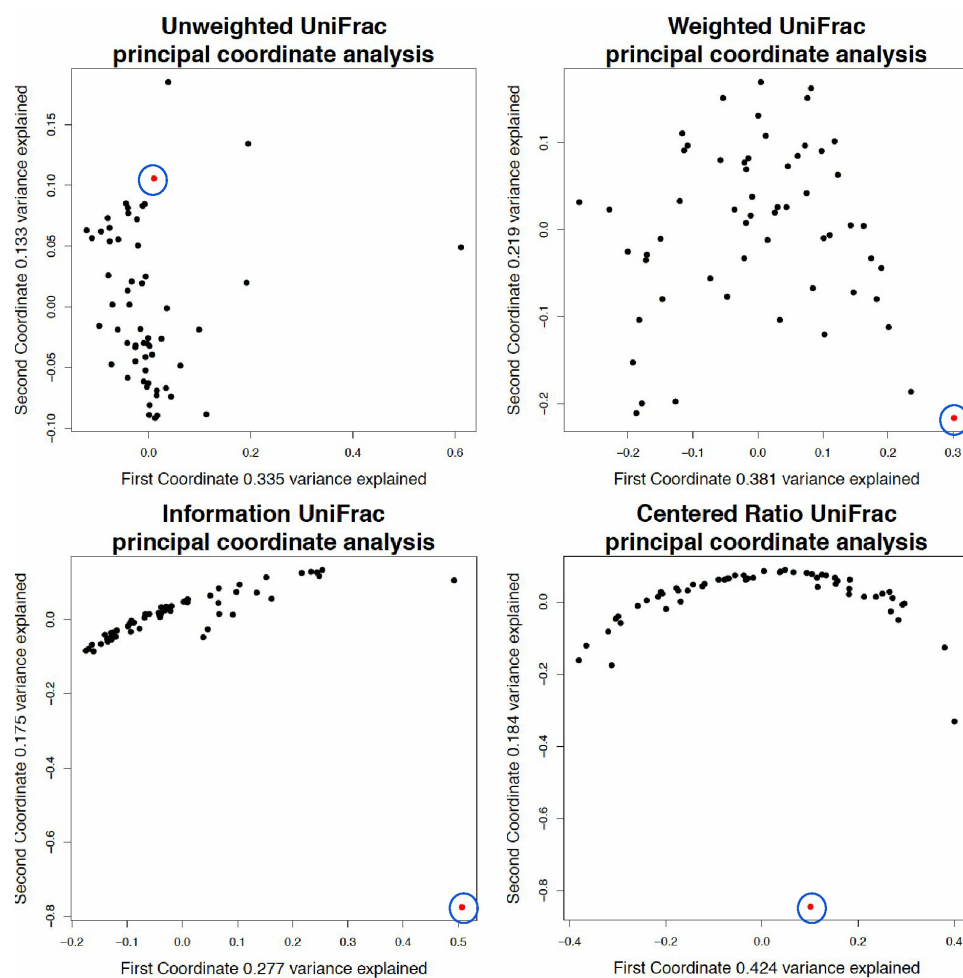 Unweighted UniFrac
principal coordinate analysis
Second Coordinate 0.133 variance explained
0.15
0.10
0.05
0.00
−0.05
−0.10
0.0 0.2 0.4 0.6
First Coordinate 0.335 variance explained
Weighted UniFrac
principal coordinate analysis
Second Coordinate 0.219 variance explained
0.1
0.0
−0.1
−0.2
−0.2 −0.1 0.0 0.1 0.2 0.3
First Coordinate 0.381 variance explained
Information UniFrac
principal coordinate analysis
Second Coordinate 0.175 variance explained
0.0
−0.2
−0.4
−0.6
−0.8
−0.2 −0.1 0.0 0.1 0.2 0.3 0.4 0.5
First Coordinate 0.277 variance explained
Centered Ratio UniFrac
principal coordinate analysis
Second Coordinate 0.184 variance explained
0.0
−0.2
−0.4
−0.6
−0.8
−0.4 −0.2 0.0 0.2 0.4
First Coordinate 0.424 variance explained